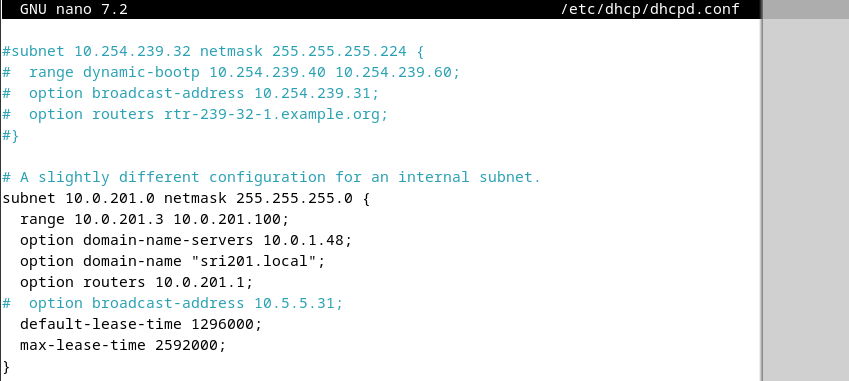 GNU nano 7.2 /etc/dhcp/dhcpd.conf
#subnet 10.254.239.32 netmask 255.255.255.224 {
#  range dynamic-bootp 10.254.239.40 10.254.239.60;
#  option broadcast-address 10.254.239.31;
#  option routers rtr-239-32-1.example.org;
#}
# A slightly different configuration for an internal subnet.
subnet 10.0.201.0 netmask 255.255.255.0 {
  range 10.0.201.3 10.0.201.100;
  option domain-name-servers 10.0.1.48;
  option domain-name "sri201.local";
  option routers 10.0.201.1;
#  option broadcast-address 10.5.5.31;
  default-lease-time 1296000;
  max-lease-time 2592000;
}